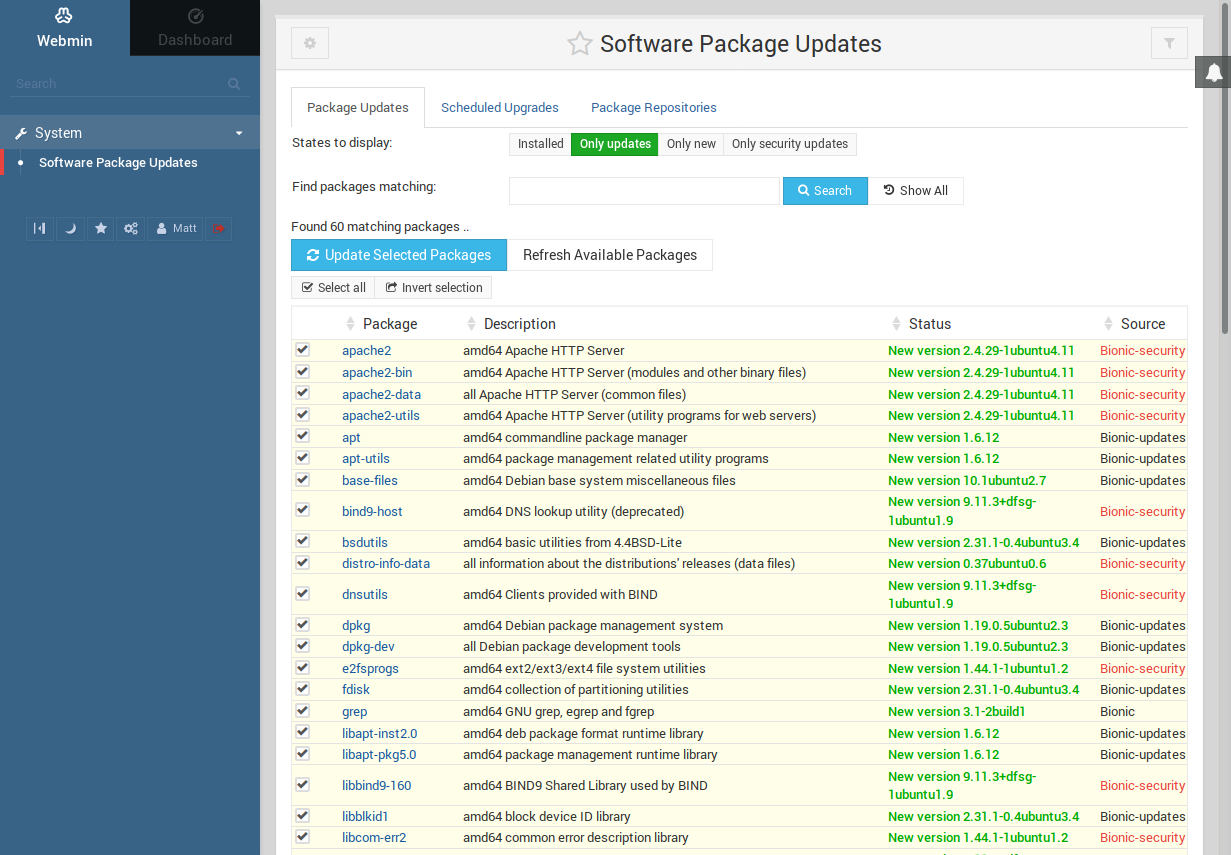 Webmin
Dashboard
Search
System
Software Package Updates
Matt
Software Package Updates
Package Updates Scheduled Upgrades Package Repositories
States to display: Installed Only updates Only new Only security updates
Find packages matching: Search Show All
Found 60 matching packages ..
Update Selected Packages Refresh Available Packages
Select all Invert selection
Package Description Status Source
apache2 amd64 Apache HTTP Server New version 2.4.29-1ubuntu4.11 Bionic-security
apache2-bin amd64 Apache HTTP Server (modules and other binary files) New version 2.4.29-1ubuntu4.11 Bionic-security
apache2-data all Apache HTTP Server (common files) New version 2.4.29-1ubuntu4.11 Bionic-security
apache2-utils amd64 Apache HTTP Server (utility programs for web servers) New version 2.4.29-1ubuntu4.11 Bionic-security
apt amd64 commandline package manager New version 1.6.12 Bionic-updates
apt-utils amd64 package management related utility programs New version 1.6.12 Bionic-updates
base-files amd64 Debian base system miscellaneous files New version 10.1ubuntu2.7 Bionic-updates
bind9-host amd64 DNS lookup utility (deprecated) New version 9.11.3+dfsg-
1ubuntu1.9 Bionic-security
bsdutils amd64 basic utilities from 4.4BSD-Lite New version 2.31.1-0.4ubuntu3.4 Bionic-updates
distro-info-data all information about the distributions' releases (data files) New version 0.37ubuntu0.6 Bionic-security
dnsutils amd64 Clients provided with BIND New version 9.11.3+dfsg-
1ubuntu1.9 Bionic-security
dpkg amd64 Debian package management system New version 1.19.0.5ubuntu2.3 Bionic-updates
dpkg-dev all Debian package development tools New version 1.19.0.5ubuntu2.3 Bionic-updates
e2fsprogs amd64 ext2/ext3/ext4 file system utilities New version 1.44.1-1ubuntu1.2 Bionic-security
fdisk amd64 collection of partitioning utilities New version 2.31.1-0.4ubuntu3.4 Bionic-updates
grep amd64 GNU grep, egrep and fgrep New version 3.1-2build1 Bionic
libapt-inst2.0 amd64 deb package format runtime library New version 1.6.12 Bionic-updates
libapt-pkg5.0 amd64 package management runtime library New version 1.6.12 Bionic-updates
libbind9-160 amd64 BIND9 Shared Library used by BIND New version 9.11.3+dfsg-
1ubuntu1.9 Bionic-security
libblkid1 amd64 block device ID library New version 2.31.1-0.4ubuntu3.4 Bionic-updates
libcom-err2 amd64 common error description library New version 1.44.1-1ubuntu1.2 Bionic-security